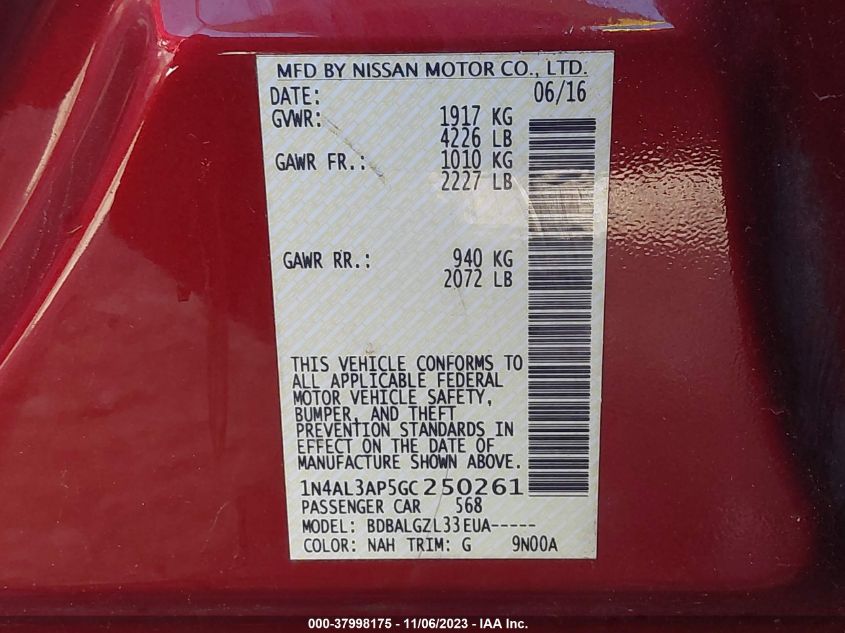 MFD BY NISSAN MOTOR CO., LTD.
DATE: 06/16
GVWR: 1917 KG
4226 LB
GAWR FR.: 1010 KG
2227 LB
GAWR RR.: 940 KG
2072 LB
THIS VEHICLE CONFORMS TO
ALL APPLICABLE FEDERAL
MOTOR VEHICLE SAFETY,
BUMPER, AND THEFT
PREVENTION STANDARDS IN
EFFECT ON THE DATE OF
MANUFACTURE SHOWN ABOVE.
1N4AL3AP5GC250261
PASSENGER CAR 568
MODEL: BDBALGZL33EUA-----
COLOR: NAH TRIM: G 9N00A
000-37998175 - 11/06/2023 - IAA Inc.